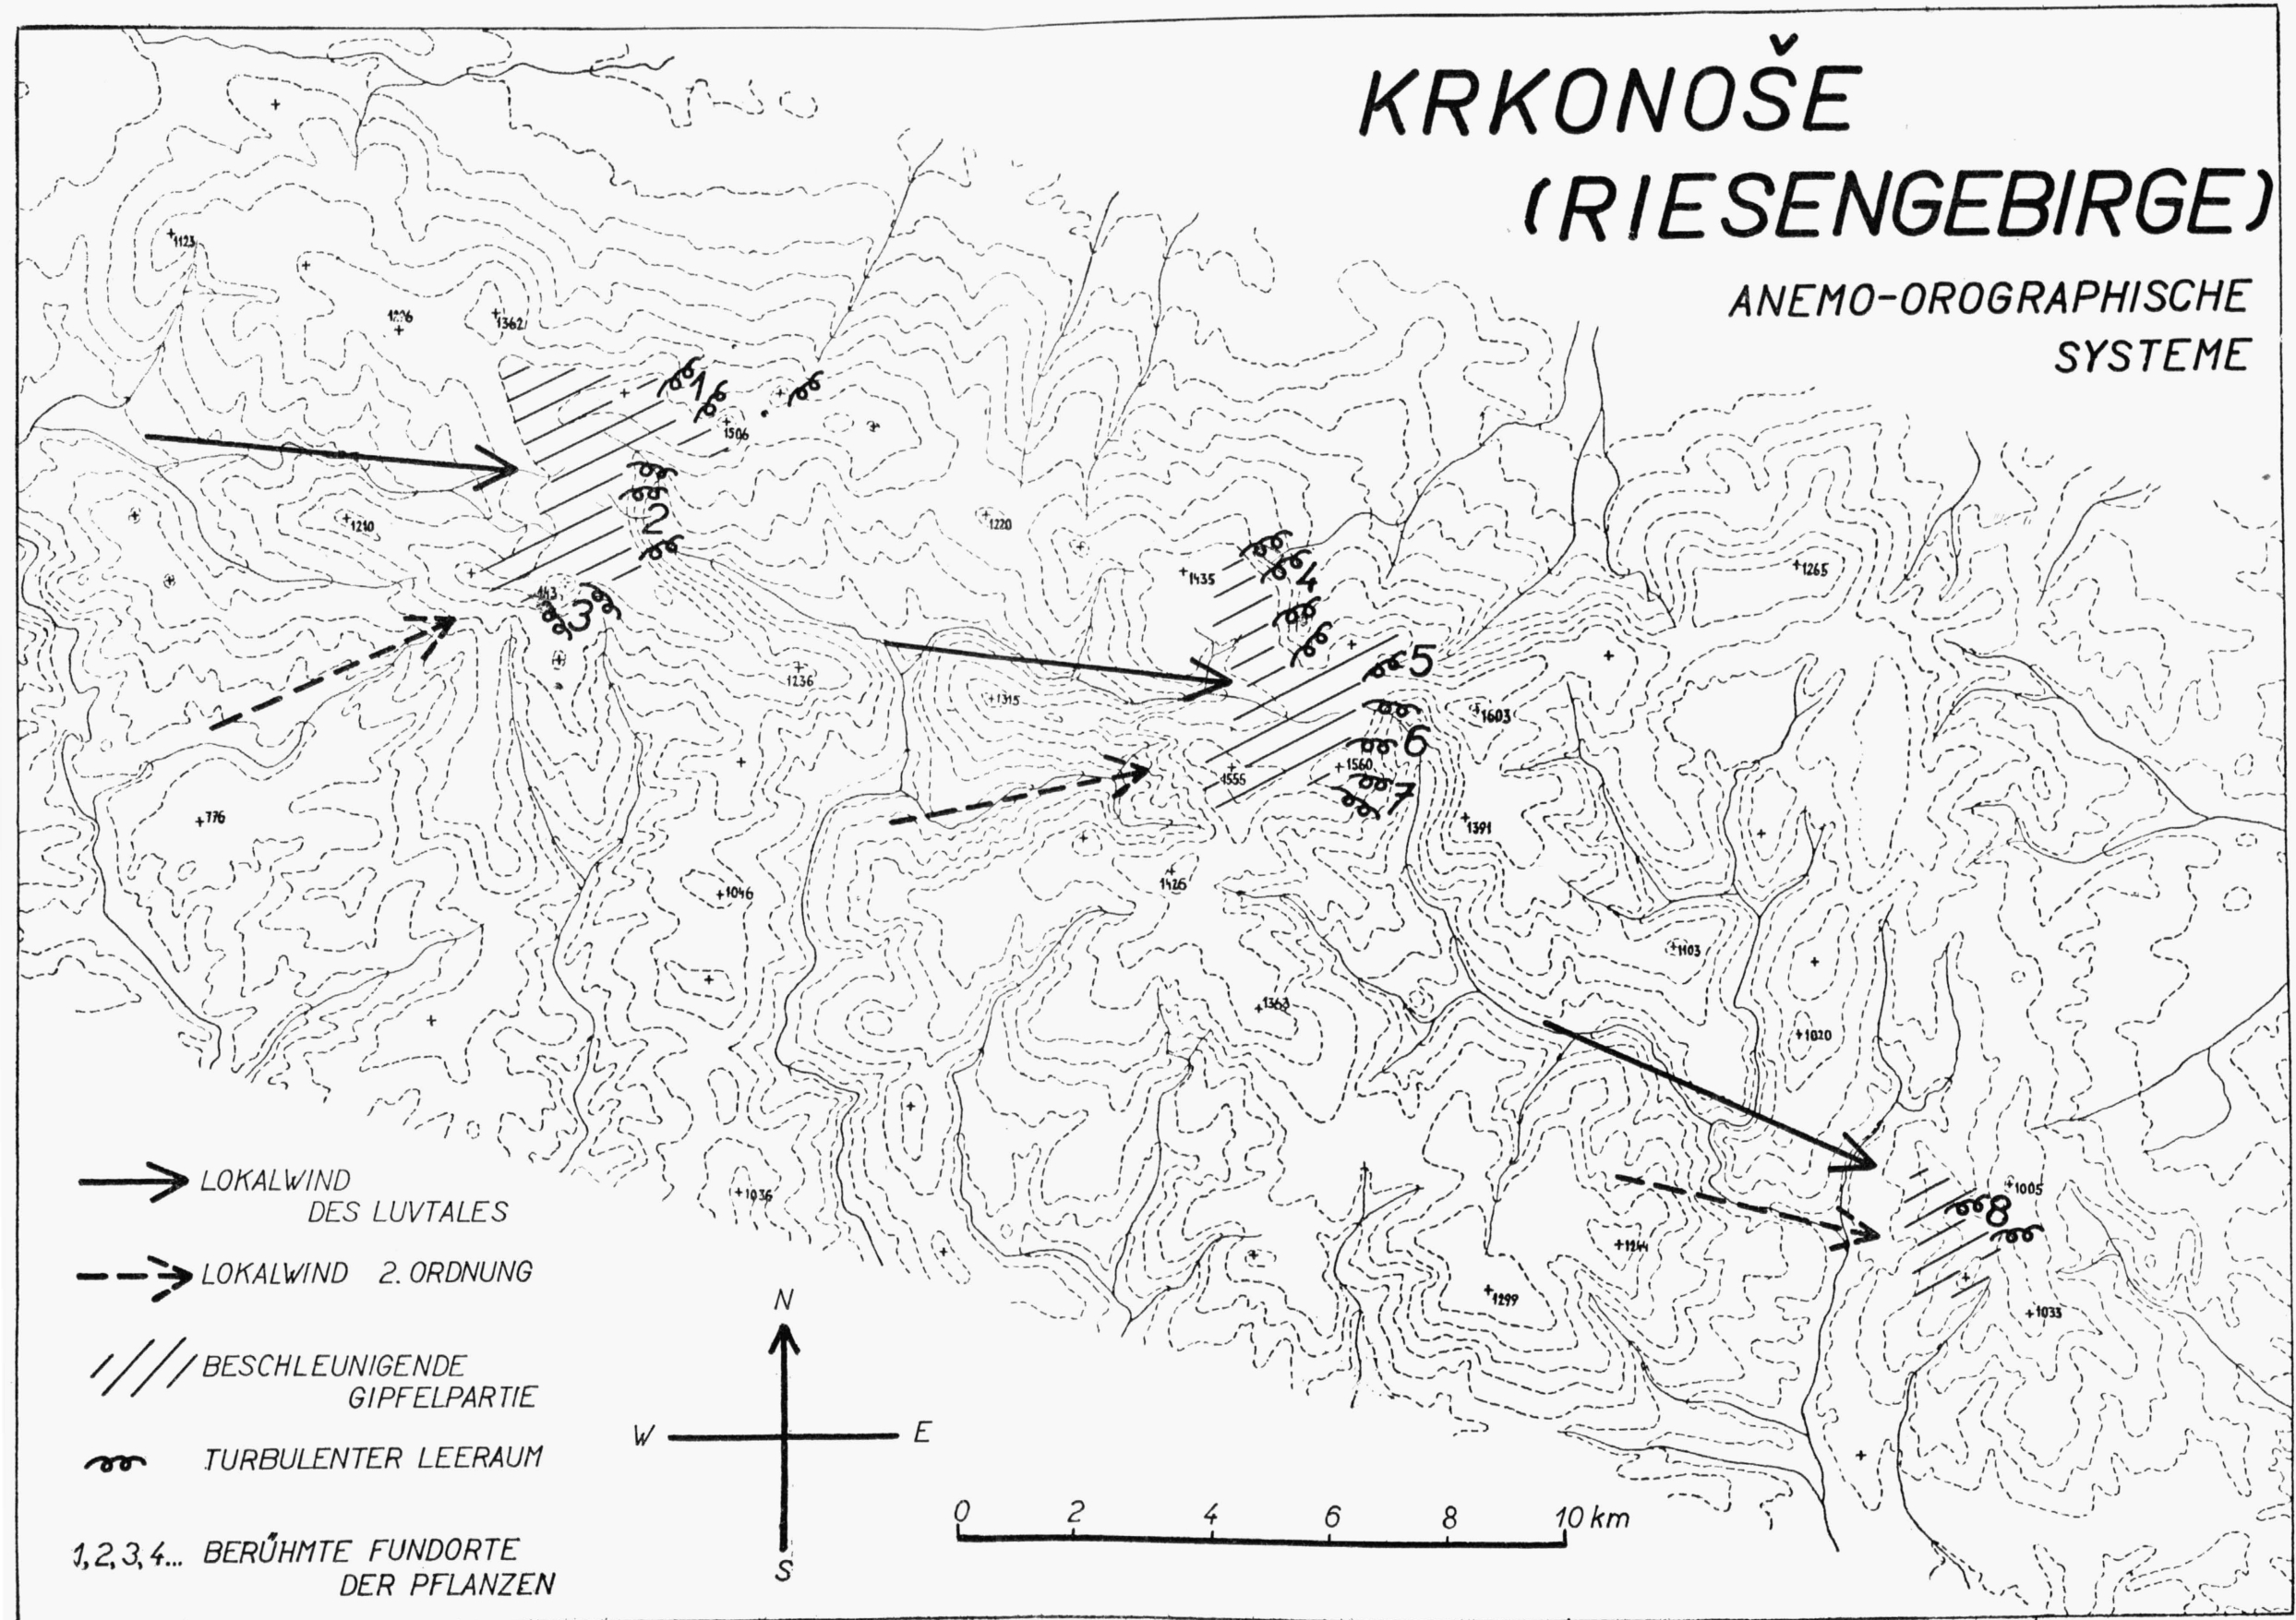 KRKONOŠE
(RIESENGEBIRGE)
ANEMO-OROGRAPHISCHE
SYSTEME
1123
1362
1
1506
1210
2
1220
3
1435
4
1265
5
1236
1315
1603
6
1560
1555
7
776
1391
1046
1426
1103
1363
1020
1036
1005
8
1244
1299
1033
LOKALWIND
DES LUVTALES
LOKALWIND 2. ORDNUNG
BESCHLEUNIGENDE
GIPFELPARTIE
TURBULENTER LEERAUM
1,2,3,4... BERÜHMTE FUNDORTE
DER PFLANZEN
N
W E
S
0 2 4 6 8 10 km